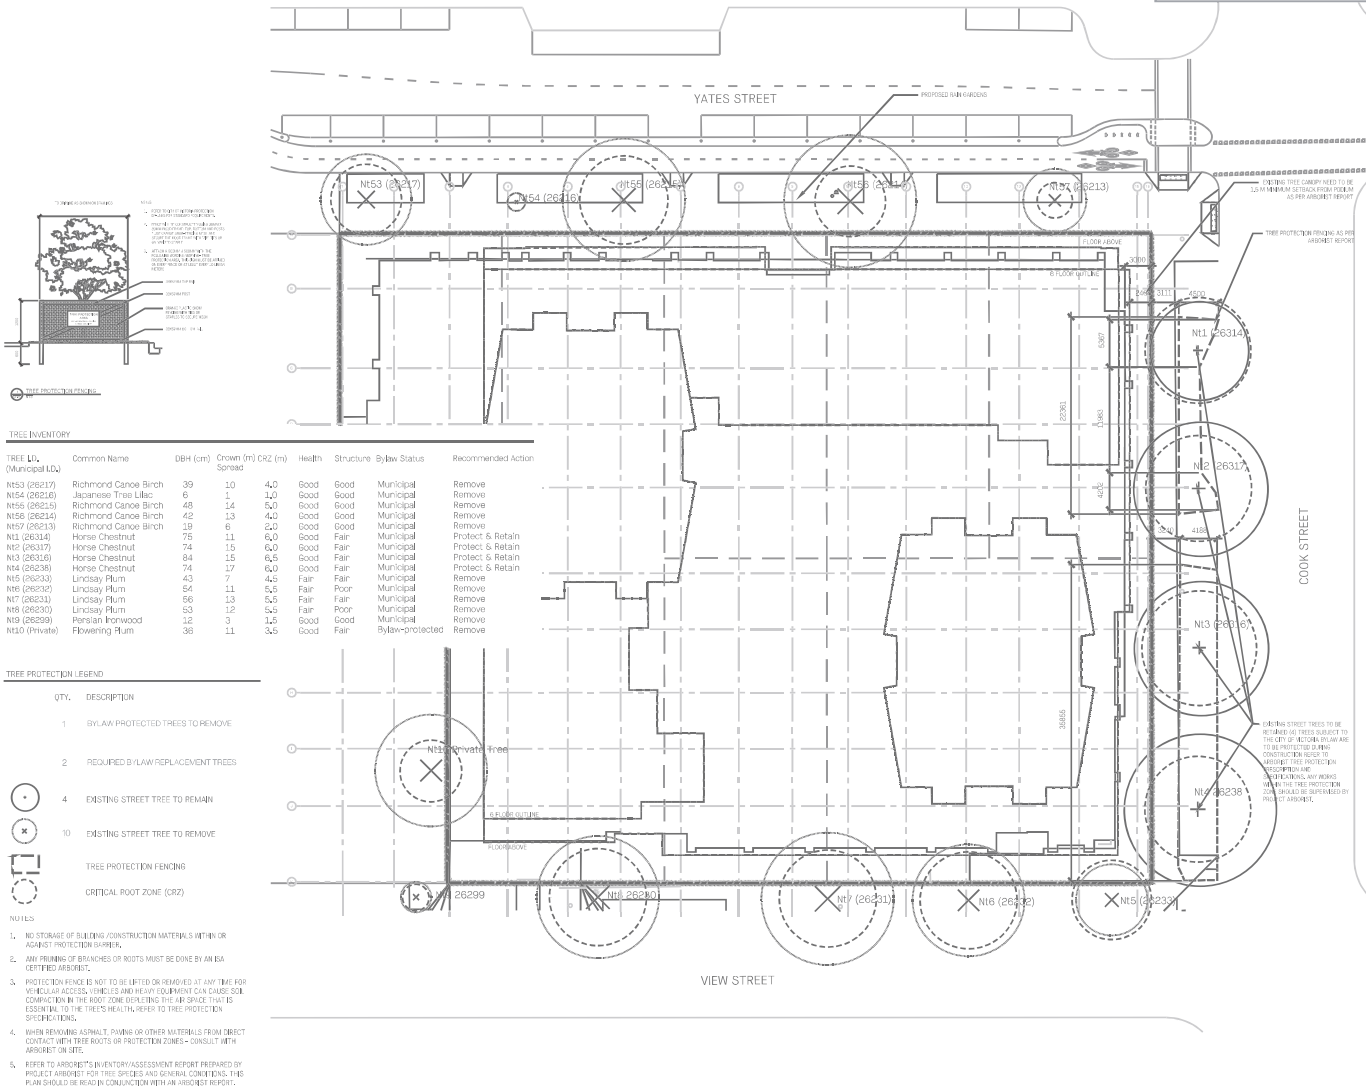 YATES STREET
PROPOSED RAIN GARDENS
Nt53 (26217)
Nt54 (26216)
Nt55 (26215)
Nt56 (2621
Nt57 (26213)
EXISTING TREE CANOPY NEED TO BE
1.5 M MINIMUM SETBACK FROM PODIUM
AS PER ARBORIST REPORT
TREE PROTECTION FENCING AS PER
ARBORIST REPORT
FLOOR ABOVE
6 FLOOR OUTLINE
3000
3111
4500
5367
22361
11963
4202
4188
35855
Nt1 (26314)
Nt2 (26317)
Nt3 (26316)
Nt4 26238
COOK STREET
EXISTING STREET TREES TO BE
RETAINED (4) TREES SUBJECT TO
THE CITY OF VICTORIA BYLAW ARE
TO BE PROTECTED DURING
CONSTRUCTION REFER TO
ARBORIST TREE PROTECTION
PRESCRIPTION AND
SPECIFICATIONS. ANY WORKS
WITHIN THE TREE PROTECTION
ZONE SHOULD BE SUPERVISED BY
PROJECT ARBORIST.
TREE PROTECTION FENCING
TREE INVENTORY
TREE I.D. (Municipal I.D.) Common Name DBH (cm) Crown (m) Spread CRZ (m) Health Structure Bylaw Status Recommended Action
Nt53 (26217) Richmond Canoe Birch 39 10 4.0 Good Good Municipal Remove
Nt54 (26216) Japanese Tree Lilac 6 1 1.0 Good Good Municipal Remove
Nt55 (26215) Richmond Canoe Birch 48 14 5.0 Good Good Municipal Remove
Nt56 (26214) Richmond Canoe Birch 42 13 4.0 Good Good Municipal Remove
Nt57 (26213) Richmond Canoe Birch 19 6 2.0 Good Good Municipal Remove
Nt1 (26314) Horse Chestnut 75 11 6.0 Good Fair Municipal Protect & Retain
Nt2 (26317) Horse Chestnut 74 15 6.0 Good Fair Municipal Protect & Retain
Nt3 (26316) Horse Chestnut 84 15 6.5 Good Fair Municipal Protect & Retain
Nt4 (26238) Horse Chestnut 74 17 6.0 Good Fair Municipal Protect & Retain
Nt5 (26233) Lindsay Plum 43 7 4.5 Fair Fair Municipal Remove
Nt6 (26232) Lindsay Plum 54 11 5.5 Fair Poor Municipal Remove
Nt7 (26231) Lindsay Plum 56 13 5.5 Fair Fair Municipal Remove
Nt8 (26230) Lindsay Plum 53 12 5.5 Fair Poor Municipal Remove
Nt9 (26299) Persian Ironwood 12 3 1.5 Good Good Municipal Remove
Nt10 (Private) Flowering Plum 38 11 3.5 Good Fair Bylaw-protected Remove
TREE PROTECTION LEGEND
QTY. DESCRIPTION
1 BYLAW PROTECTED TREES TO REMOVE
2 REQUIRED BYLAW REPLACEMENT TREES
4 EXISTING STREET TREE TO REMAIN
10 EXISTING STREET TREE TO REMOVE
TREE PROTECTION FENCING
CRITICAL ROOT ZONE (CRZ)
NOTES
1. NO STORAGE OF BUILDING /CONSTRUCTION MATERIALS WITHIN OR
AGAINST PROTECTION BARRIER.
2. ANY PRUNING OF BRANCHES OR ROOTS MUST BE DONE BY AN ISA
CERTIFIED ARBORIST.
3. PROTECTION FENCE IS NOT TO BE LIFTED OR REMOVED AT ANY TIME FOR
VEHICULAR ACCESS. VEHICLES AND HEAVY EQUIPMENT CAN CAUSE SOIL
COMPACTION IN THE ROOT ZONE DEPLETING THE AIR SPACE THAT IS
ESSENTIAL TO THE TREE'S HEALTH. REFER TO TREE PROTECTION
SPECIFICATIONS.
4. WHEN REMOVING ASPHALT, PAVING OR OTHER MATERIALS FROM DIRECT
CONTACT WITH TREE ROOTS OR PROTECTION ZONES - CONSULT WITH
ARBORIST ON SITE.
5. REFER TO ARBORIST'S INVENTORY/ASSESSMENT REPORT PREPARED BY
PROJECT ARBORIST FOR TREE SPECIES AND GENERAL CONDITIONS. THIS
PLAN SHOULD BE READ IN CONJUNCTION WITH AN ARBORIST REPORT.
Nt10 Private Tree
6 FLOOR OUTLINE
FLOOR ABOVE
Nt9 26299
Nt8 26230
Nt7 (26231)
Nt6 (26232)
Nt5 (26233)
VIEW STREET